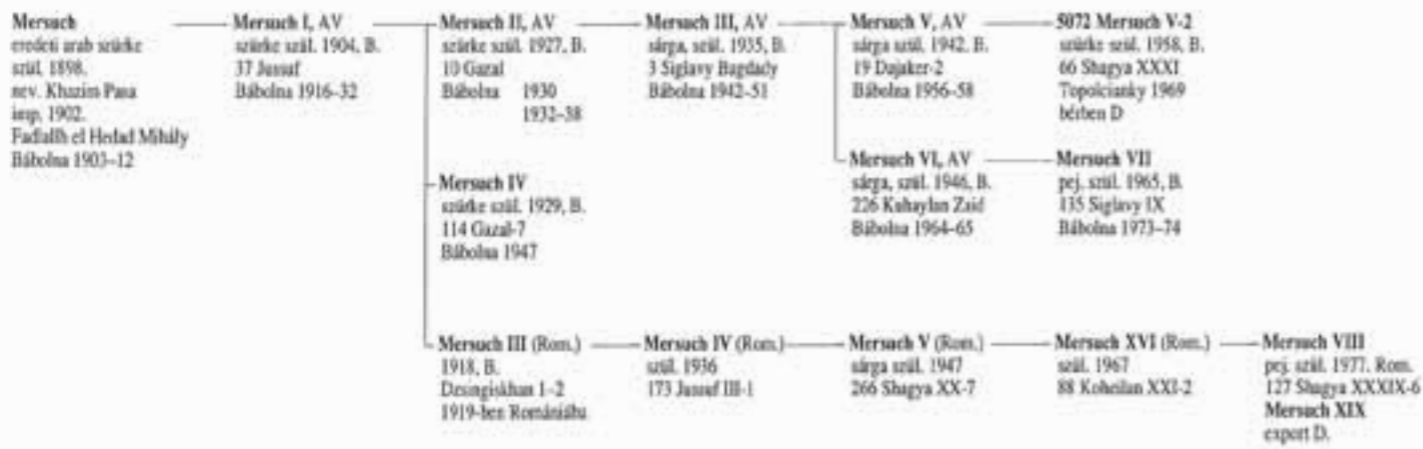 Mersuch
eredeti arab szürke
szül. 1898.
nev. Khazim Pasa
imp. 1902.
Fadlallh el Hedad Mihály
Bábolna 1903–12
Mersuch I, AV
szürke szül. 1904, B.
37 Jussuf
Bábolna 1916–32
Mersuch II, AV
szürke szül. 1927, B.
10 Gazal
Bábolna 1930
1932–38
Mersuch III, AV
sárga, szül. 1935, B.
3 Siglavy Bagdady
Bábolna 1942–51
Mersuch V, AV
sárga szül. 1942, B.
19 Dajaker-2
Bábolna 1956–58
5072 Mersuch V-2
szürke szül. 1958, B.
66 Shagya XXXI
Topolcianky 1969
bérben D
Mersuch VI, AV
sárga, szül. 1946, B.
226 Kuhaylan Zaid
Bábolna 1964–65
Mersuch VII
pej. szül. 1965, B.
135 Siglavy IX
Bábolna 1973–74
Mersuch IV
szürke szül. 1929, B.
114 Gazal-7
Bábolna 1947
Mersuch III (Rom.)
1918, B.
Dzsingiskhan 1–2
1919-ben Romániába
Mersuch IV (Rom.)
szül. 1936
173 Jussuf III-1
Mersuch V (Rom.)
sárga szül. 1947
266 Shagya XX-7
Mersuch XVI (Rom.)
szül. 1967
88 Koheilan XXI-2
Mersuch VIII
pej. szül. 1977. Rom.
127 Shagya XXXIX-6
Mersuch XIX
export D.